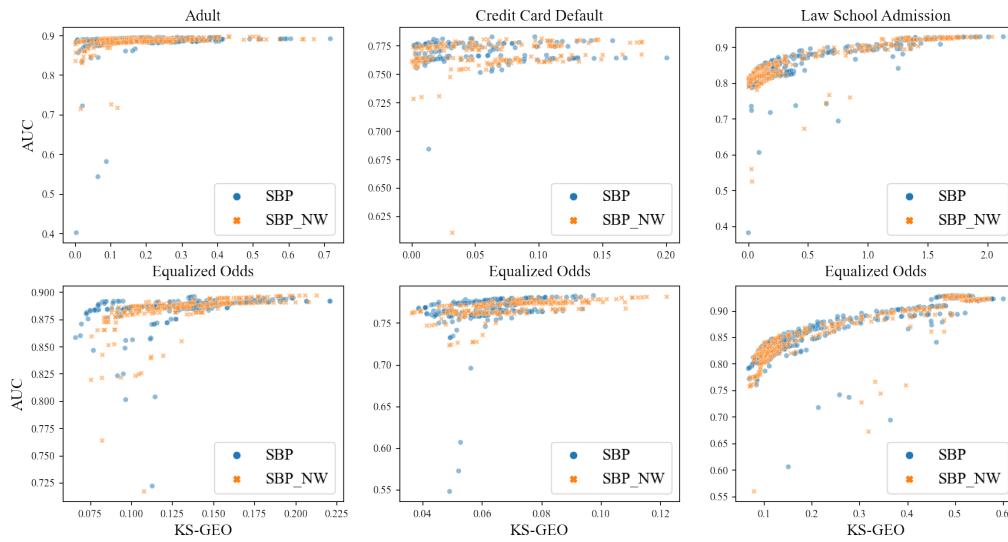 Adult
Credit Card Default
Law School Admission
AUC
0.9
0.8
0.7
0.6
0.5
0.4
0.0 0.1 0.2 0.3 0.4 0.5 0.6 0.7
Equalized Odds
SBP
SBP_NW
0.775
0.750
0.725
0.700
0.675
0.650
0.625
0.00 0.05 0.10 0.15 0.20
Equalized Odds
SBP
SBP_NW
0.9
0.8
0.7
0.6
0.5
0.4
0.0 0.5 1.0 1.5 2.0
Equalized Odds
SBP
SBP_NW
AUC
0.900
0.875
0.850
0.825
0.800
0.775
0.750
0.725
0.075 0.100 0.125 0.150 0.175 0.200 0.225
KS-GEO
SBP
SBP_NW
0.75
0.70
0.65
0.60
0.55
0.04 0.06 0.08 0.10 0.12
KS-GEO
SBP
SBP_NW
0.90
0.85
0.80
0.75
0.70
0.65
0.60
0.55
0.1 0.2 0.3 0.4 0.5 0.6
KS-GEO
SBP
SBP_NW